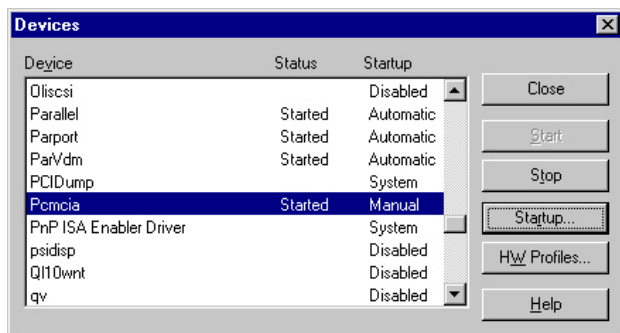 Devices
Device Status Startup
Oliscsi Disabled
Parallel Started Automatic
Parport Started Automatic
ParVdm Started Automatic
PCIDump System
Pcmcia Started Manual
PnP ISA Enabler Driver System
psidisp Disabled
Ql10wnt Disabled
qv Disabled
Close
Start
Stop
Startup...
HW Profiles...
Help